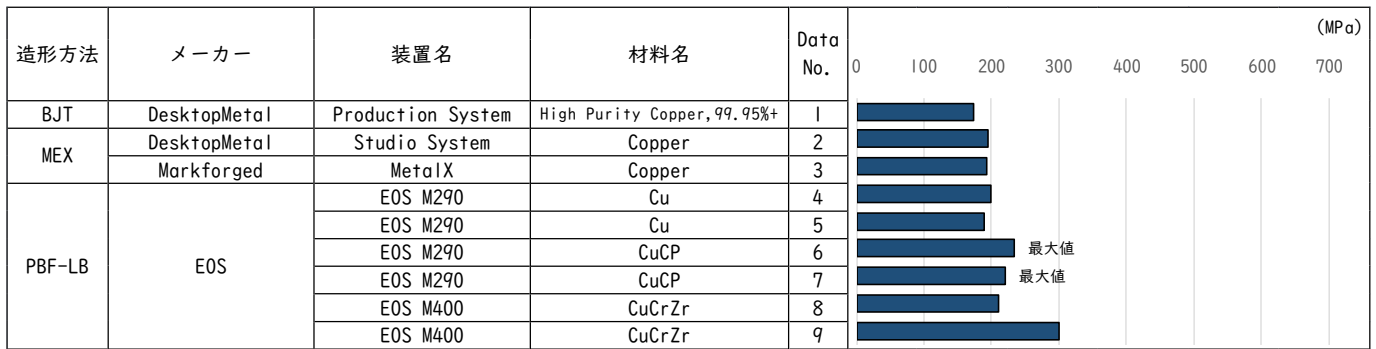 (MPa)
造形方法 メーカー 装置名 材料名 Data No. 0 100 200 300 400 500 600 700
BJT DesktopMetal Production System High Purity Copper,99.95%+ 1
MEX DesktopMetal Studio System Copper 2
Markforged MetalX Copper 3
PBF-LB EOS EOS M290 Cu 4
EOS M290 Cu 5
EOS M290 CuCP 6 最大値
EOS M290 CuCP 7 最大値
EOS M400 CuCrZr 8
EOS M400 CuCrZr 9